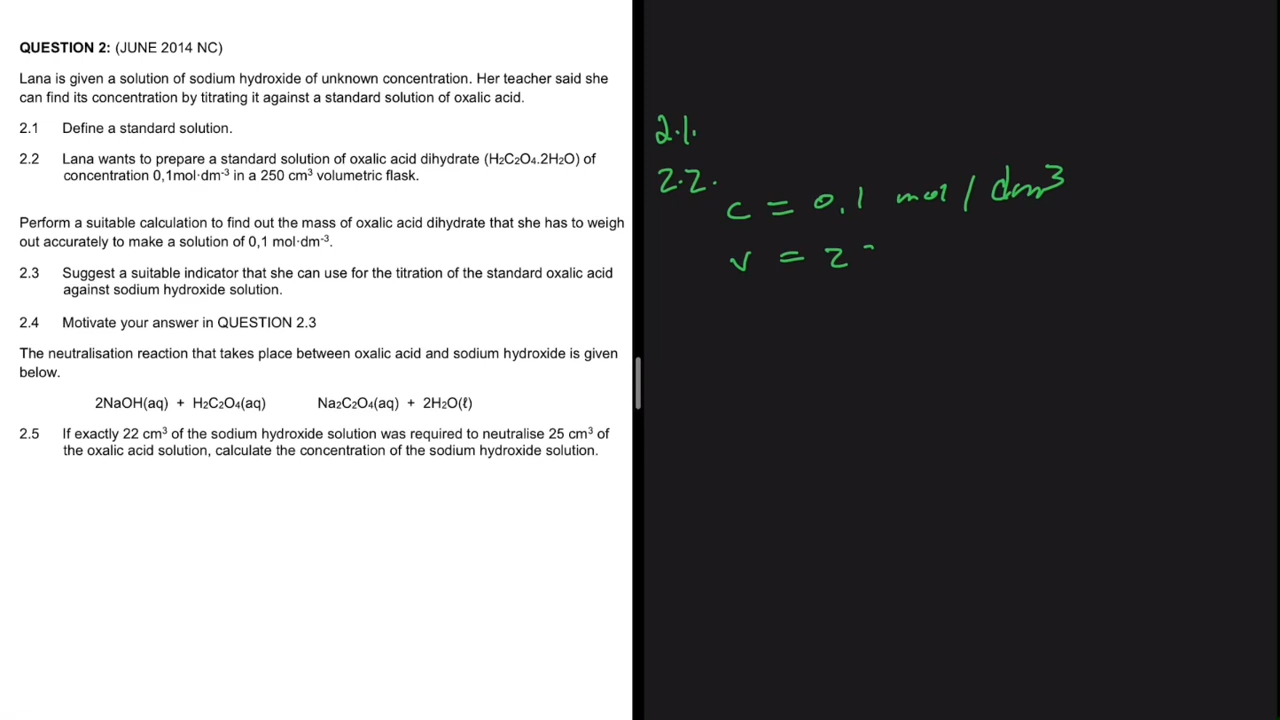 QUESTION 2: (JUNE 2014 NC)
Lana is given a solution of sodium hydroxide of unknown concentration. Her teacher said she
can find its concentration by titrating it against a standard solution of oxalic acid.
2.1 Define a standard solution.
2.2 Lana wants to prepare a standard solution of oxalic acid dihydrate (H₂C₂O₄.2H₂O) of
concentration 0,1mol·dm⁻³ in a 250 cm³ volumetric flask.
Perform a suitable calculation to find out the mass of oxalic acid dihydrate that she has to weigh
out accurately to make a solution of 0,1 mol·dm⁻³.
2.3 Suggest a suitable indicator that she can use for the titration of the standard oxalic acid
against sodium hydroxide solution.
2.4 Motivate your answer in QUESTION 2.3
The neutralisation reaction that takes place between oxalic acid and sodium hydroxide is given
below.
2NaOH(aq) + H₂C₂O₄(aq) Na₂C₂O₄(aq) + 2H₂O(ℓ)
2.5 If exactly 22 cm³ of the sodium hydroxide solution was required to neutralise 25 cm³ of
the oxalic acid solution, calculate the concentration of the sodium hydroxide solution.
2.1.
2.2.
c = 0,1 mol / dm³
v = 2